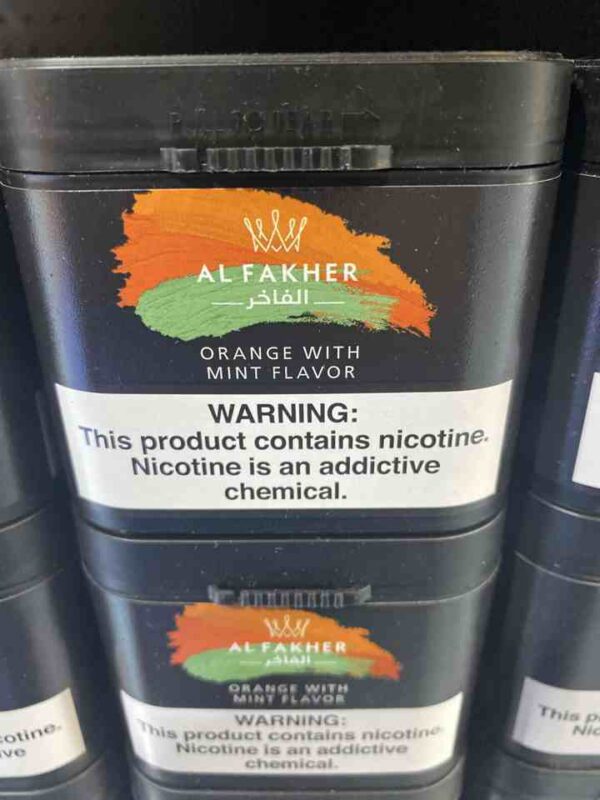 AL FAKHER
الفاخر
ORANGE WITH
MINT FLAVOR
WARNING:
This product contains nicotine.
Nicotine is an addictive
chemical.
AL FAKHER
الفاخر
ORANGE WITH
MINT FLAVOR
WARNING:
This product contains nicotine.
Nicotine is an addictive
chemical.
This